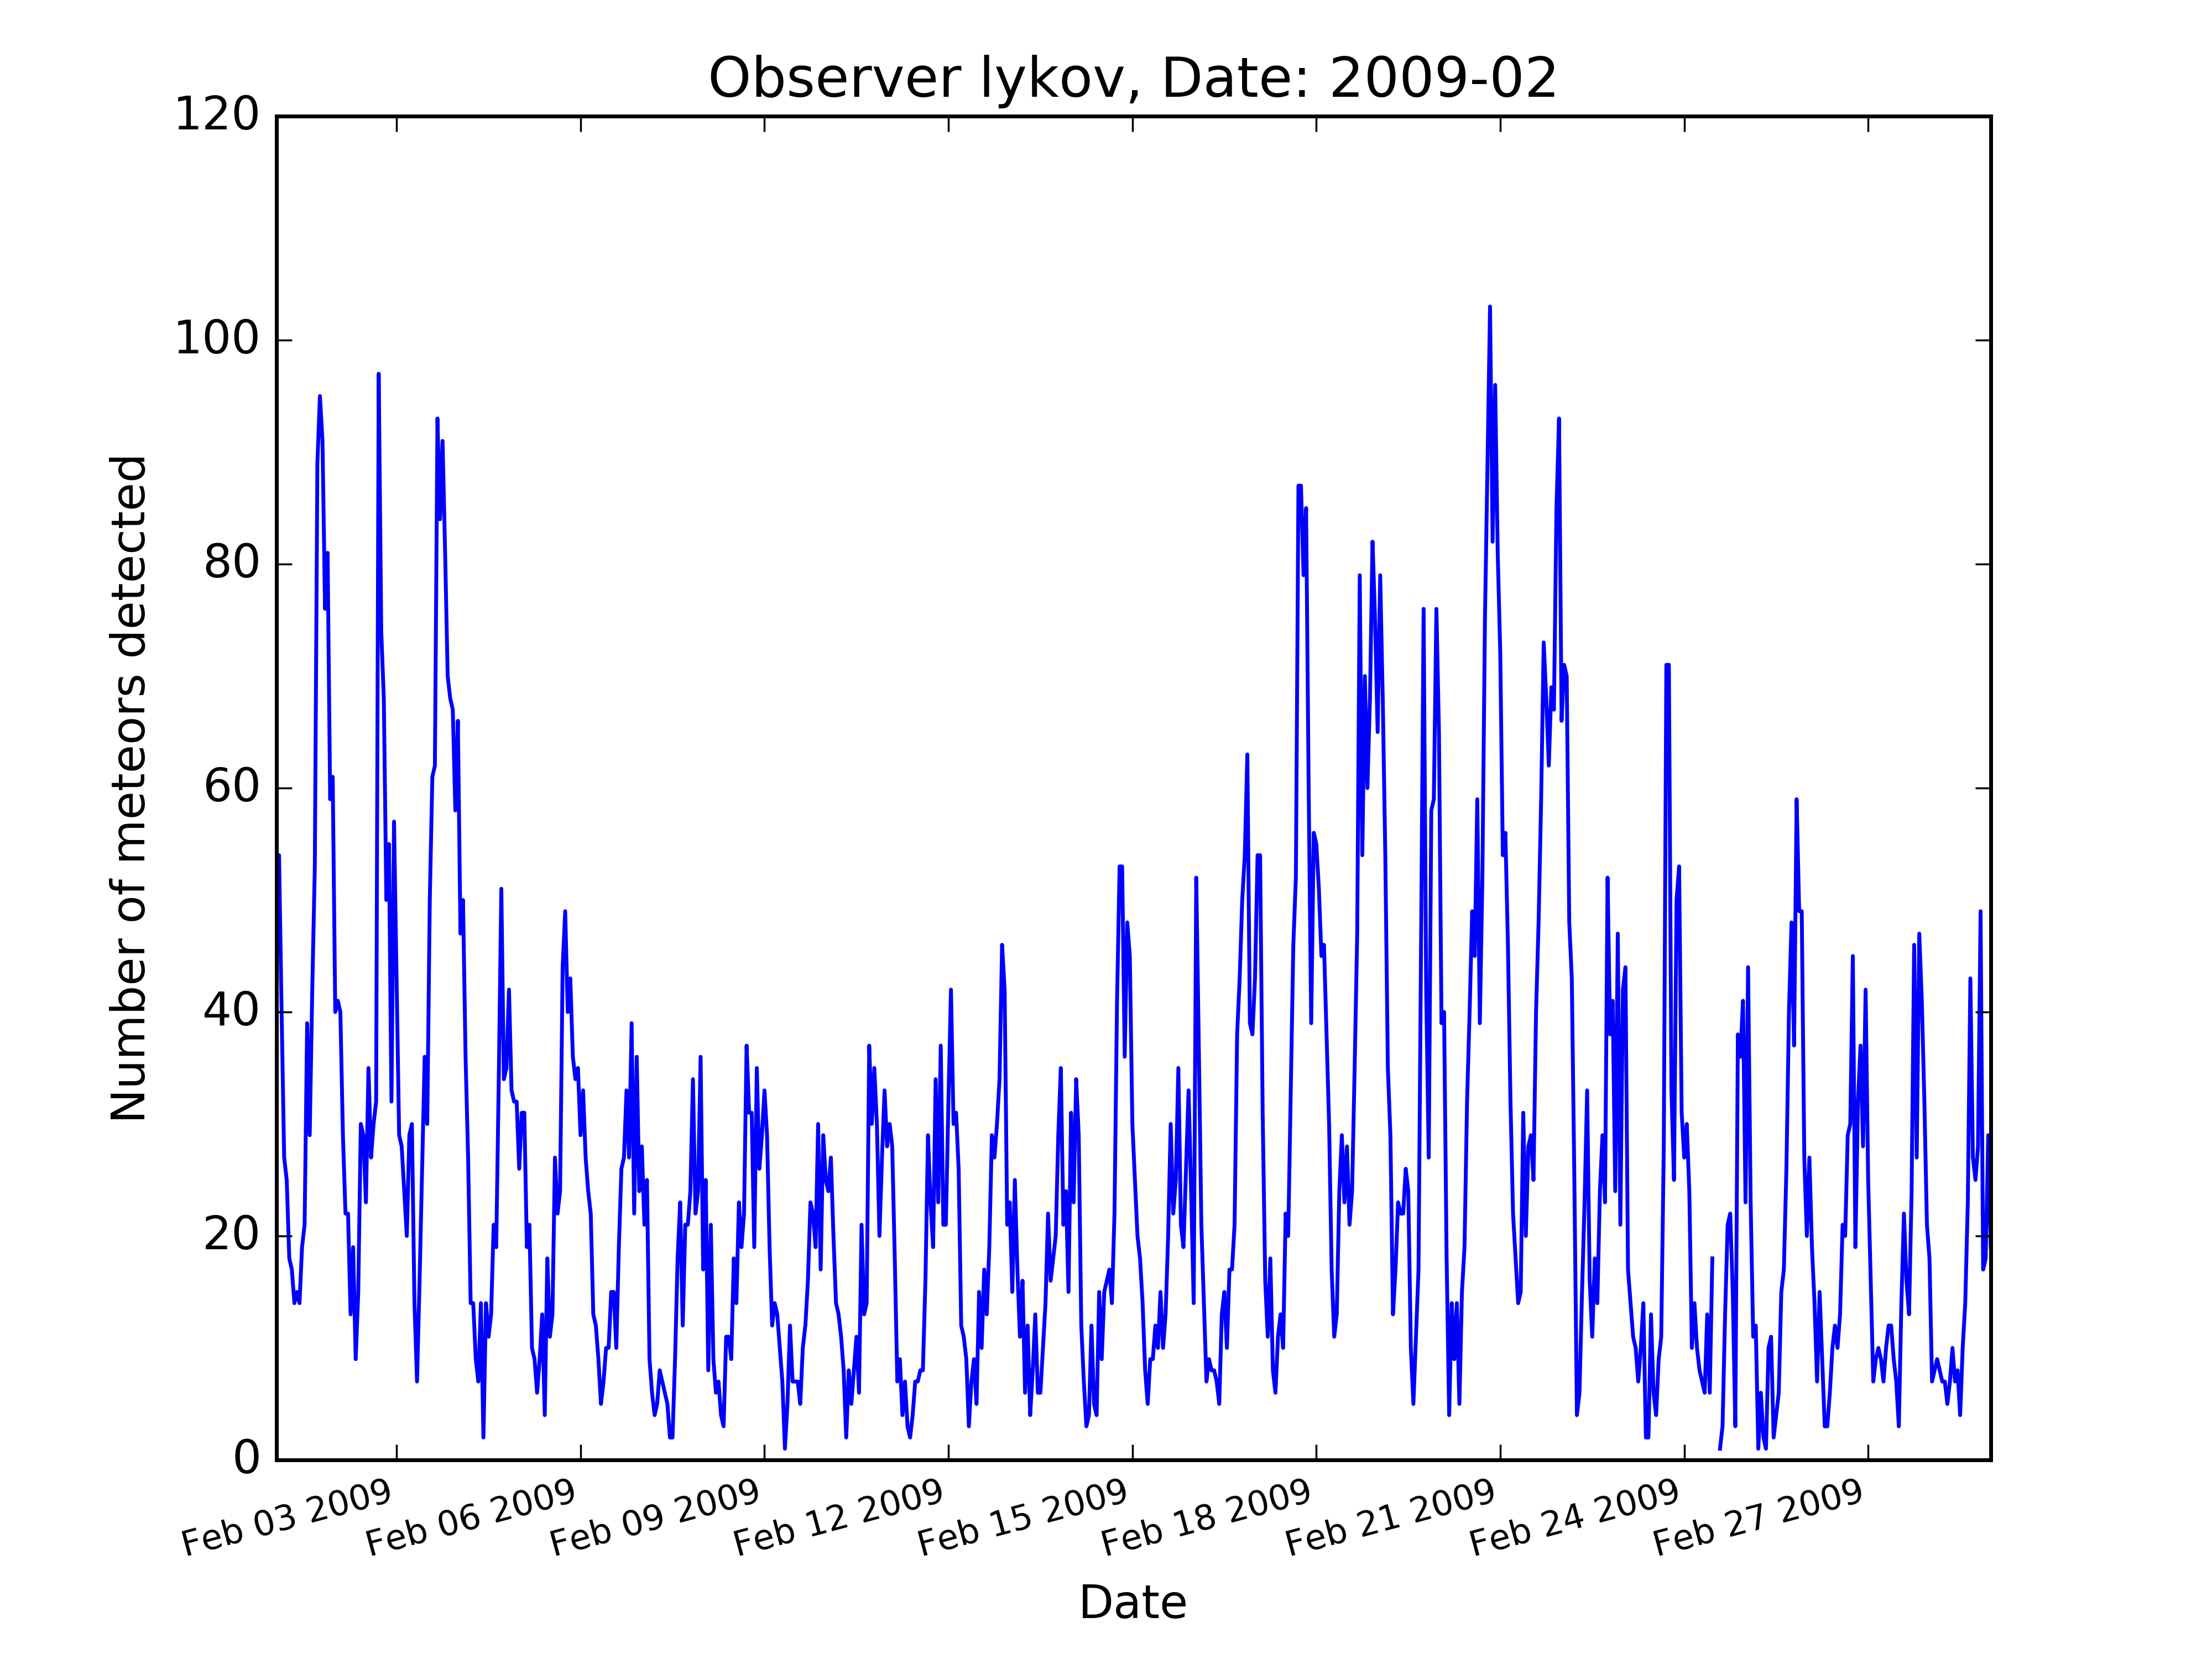 Observer lykov, Date: 2009-02
120
100
80
60
40
20
0
Number of meteors detected
Feb 03 2009
Feb 06 2009
Feb 09 2009
Feb 12 2009
Feb 15 2009
Feb 18 2009
Feb 21 2009
Feb 24 2009
Feb 27 2009
Date